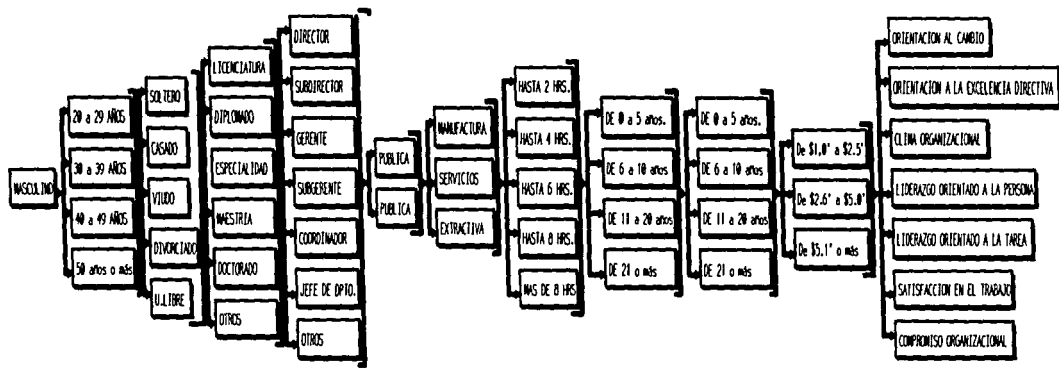 MASCULINO
20 a 29 AÑOS
30 a 39 AÑOS
40 a 49 AÑOS
50 años o más
SOLTERO
CASADO
VIUDO
DIVORCIADO
U.LIBRE
LICENCIATURA
DIPLOMADO
ESPECIALIDAD
MAESTRIA
DOCTORADO
OTROS
DIRECTOR
SUBDIRECTOR
GERENTE
SUBGERENTE
COORDINADOR
JEFE DE DPTO.
OTROS
PUBLICA
PUBLICA
MANUFACTURA
SERVICIOS
EXTRACTIVA
HASTA 2 HRS.
HASTA 4 HRS.
HASTA 6 HRS.
HASTA 8 HRS.
MAS DE 8 HRS
DE 0 a 5 años.
DE 6 a 10 años
DE 11 a 20 años
DE 21 o más
DE 0 a 5 años.
DE 6 a 10 años
DE 11 a 20 años
DE 21 o más
De $1.0' a $2.5'
De $2.6' a $5.0'
De $5.1' o más
ORIENTACION AL CAMBIO
ORIENTACION A LA EXCELENCIA DIRECTIVA
CLIMA ORGANIZACIONAL
LIDERAZGO ORIENTADO A LA PERSONA
LIDERAZGO ORIENTADO A LA TAREA
SATISFACCION EN EL TRABAJO
COMPROMISO ORGANIZACIONAL